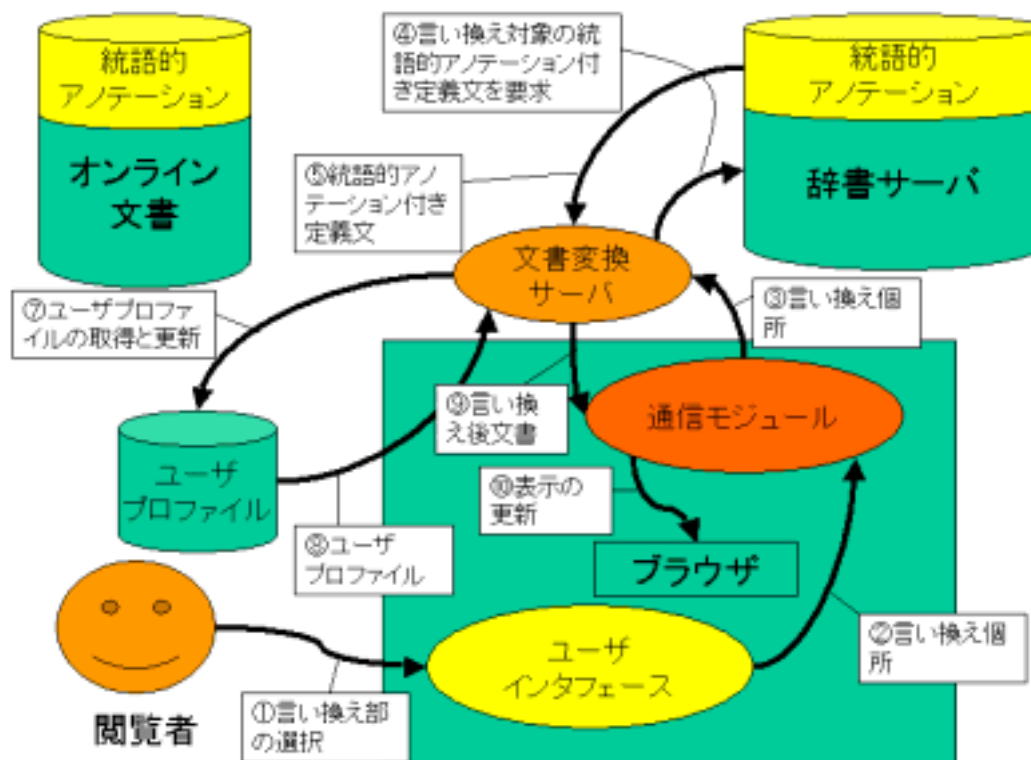 統語的
アノテーション
オンライン
文書
④言い換え対象の統
語的アノテーション付
き定義文を要求
統語的
アノテーション
辞書サーバ
⑤統語的アノ
テーション付き
定義文
文書変換
サーバ
③言い換え個
所
⑦ユーザプロファ
イルの取得と更新
⑨言い換
え後文書
通信モジュール
ユーザ
プロファイル
⑩表示の
更新
⑧ユーザ
プロファイル
ブラウザ
②言い換え個
所
ユーザ
インタフェース
①言い換え部
の選択
閲覧者